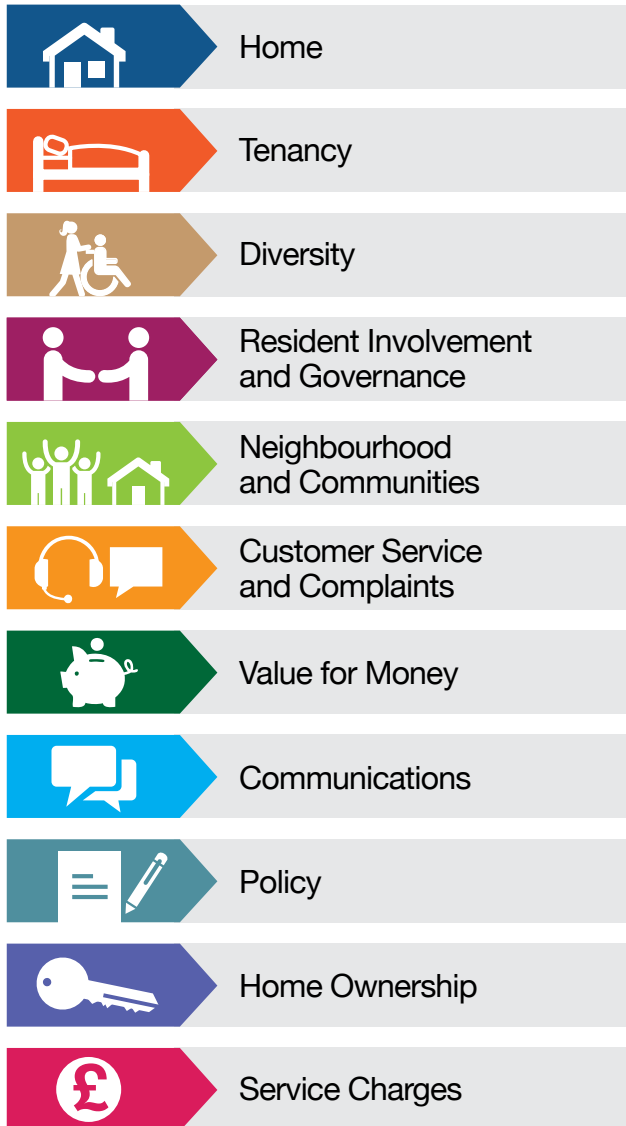 Home
Tenancy
Diversity
Resident Involvement
and Governance
Neighbourhood
and Communities
Customer Service
and Complaints
Value for Money
Communications
Policy
Home Ownership
£
Service Charges